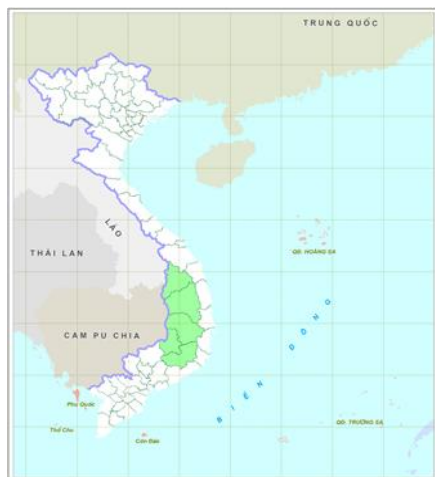 TRUNG QUỐC
LÀO
QĐ. HOÀNG SA
THÁI LAN
CAM PU CHIA
BIỂN ĐÔNG
Phú Quốc
Thổ Chu
Côn Đảo
QĐ. TRƯỜNG SA